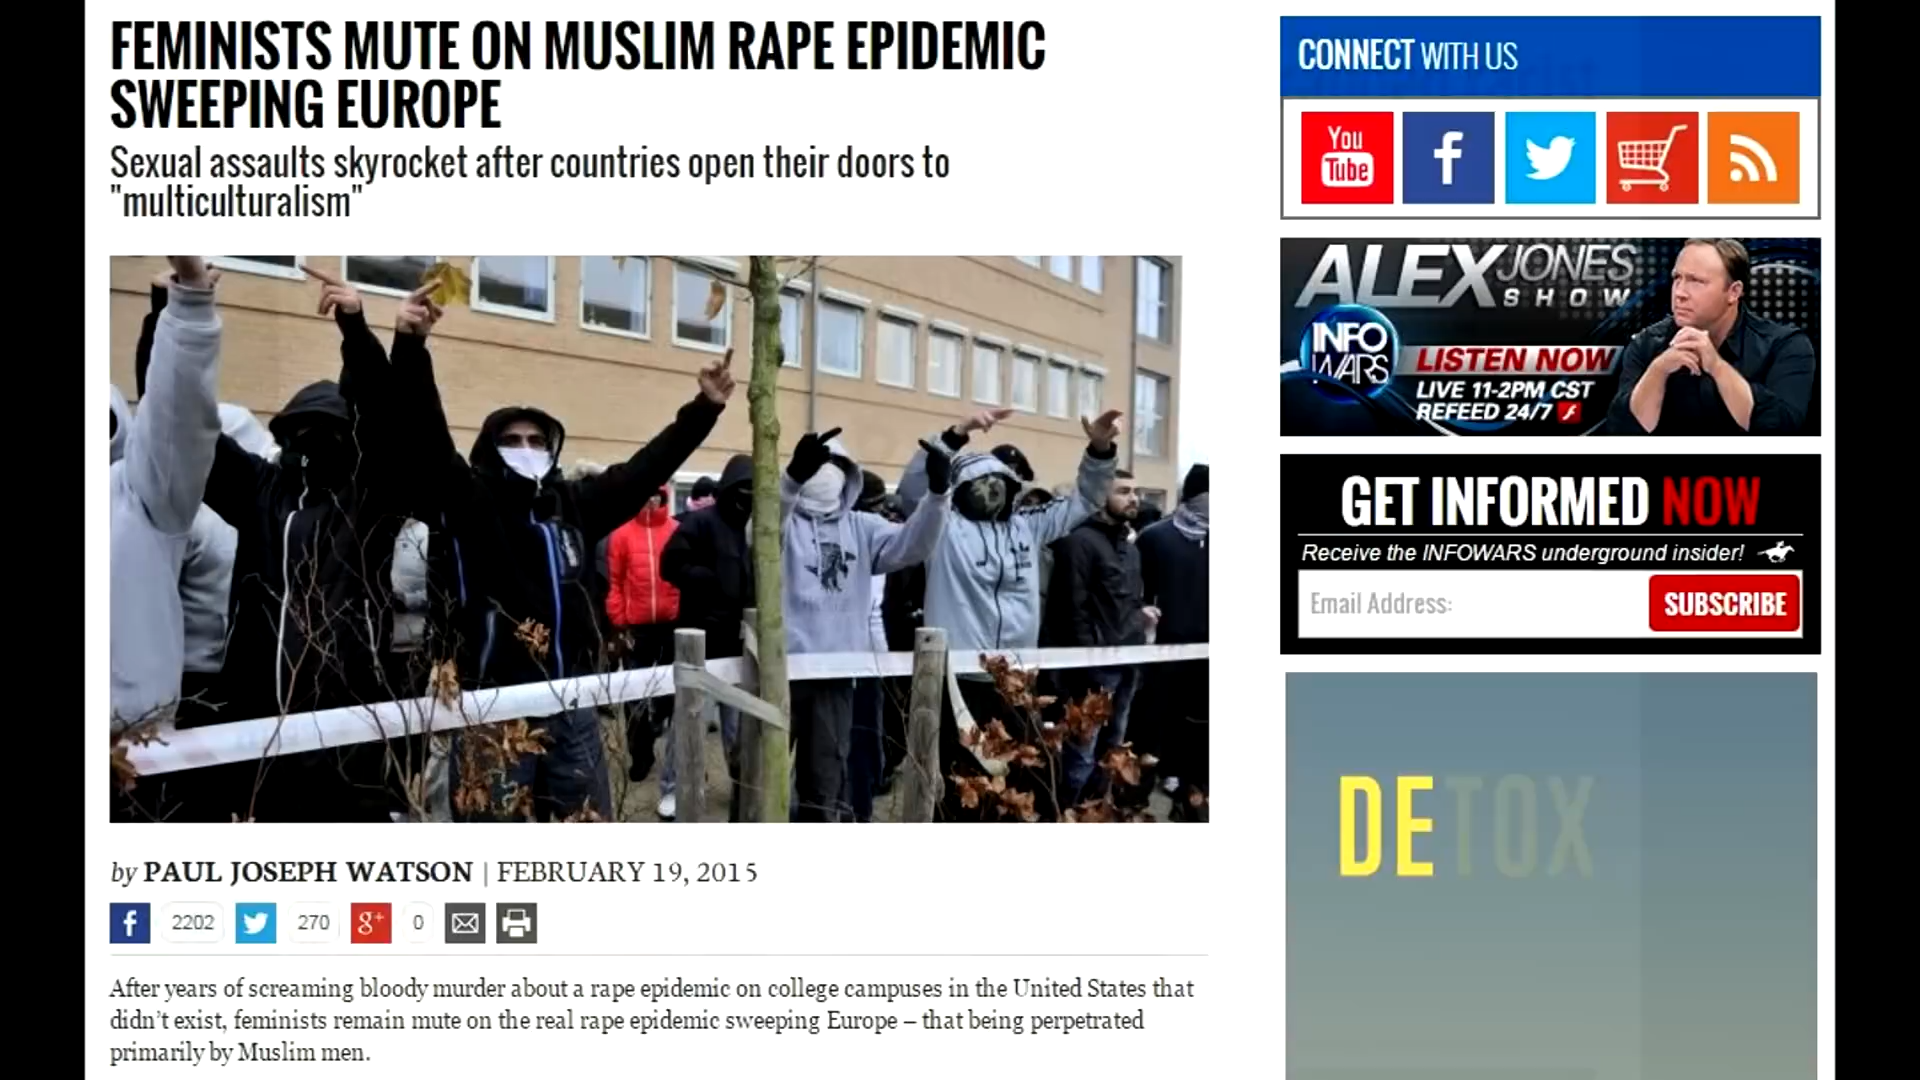 FEMINISTS MUTE ON MUSLIM RAPE EPIDEMIC
SWEEPING EUROPE
Sexual assaults skyrocket after countries open their doors to
"multiculturalism"
by PAUL JOSEPH WATSON | FEBRUARY 19, 2015
f 2202 270 g+ 0
After years of screaming bloody murder about a rape epidemic on college campuses in the United States that
didn't exist, feminists remain mute on the real rape epidemic sweeping Europe – that being perpetrated
primarily by Muslim men.
CONNECT WITH US
You
Tube
f
ALEX JONES
SHOW
INFO
WARS
LISTEN NOW
LIVE 11-2PM CST
REFEED 24/7
GET INFORMED NOW
Receive the INFOWARS underground insider!
Email Address:
SUBSCRIBE
DETOX